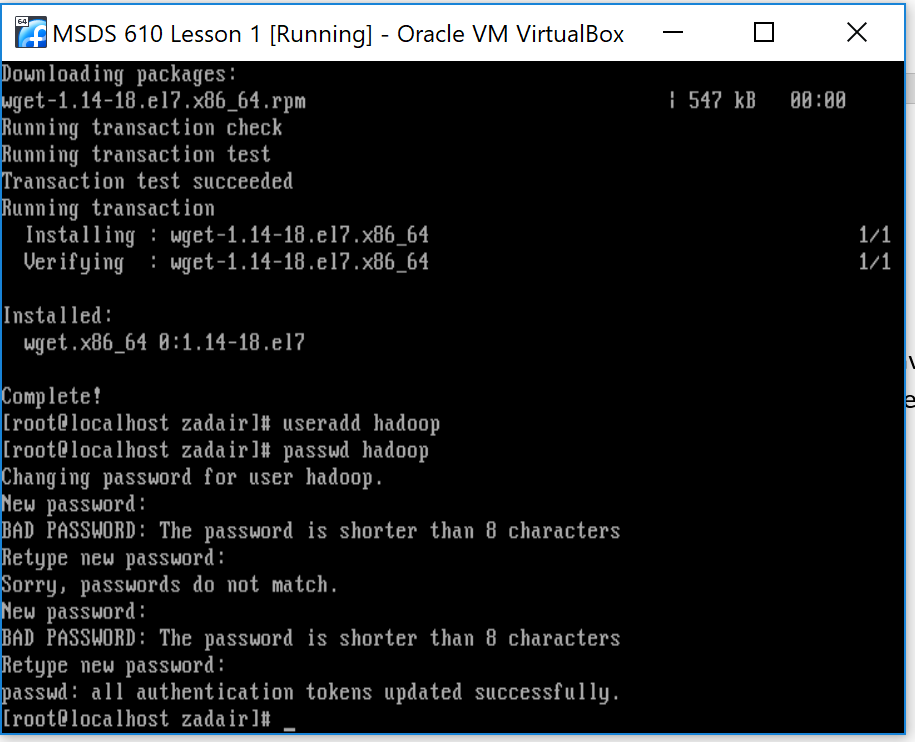 64
MSDS 610 Lesson 1 [Running] - Oracle VM VirtualBox
Downloading packages:
wget-1.14-18.el7.x86_64.rpm | 547 kB 00:00
Running transaction check
Running transaction test
Transaction test succeeded
Running transaction
Installing : wget-1.14-18.el7.x86_64 1/1
Verifying : wget-1.14-18.el7.x86_64 1/1
Installed:
wget.x86_64 0:1.14-18.el7
Complete!
[root@localhost zadair]# useradd hadoop
[root@localhost zadair]# passwd hadoop
Changing password for user hadoop.
New password:
BAD PASSWORD: The password is shorter than 8 characters
Retype new password:
Sorry, passwords do not match.
New password:
BAD PASSWORD: The password is shorter than 8 characters
Retype new password:
passwd: all authentication tokens updated successfully.
[root@localhost zadair]# _